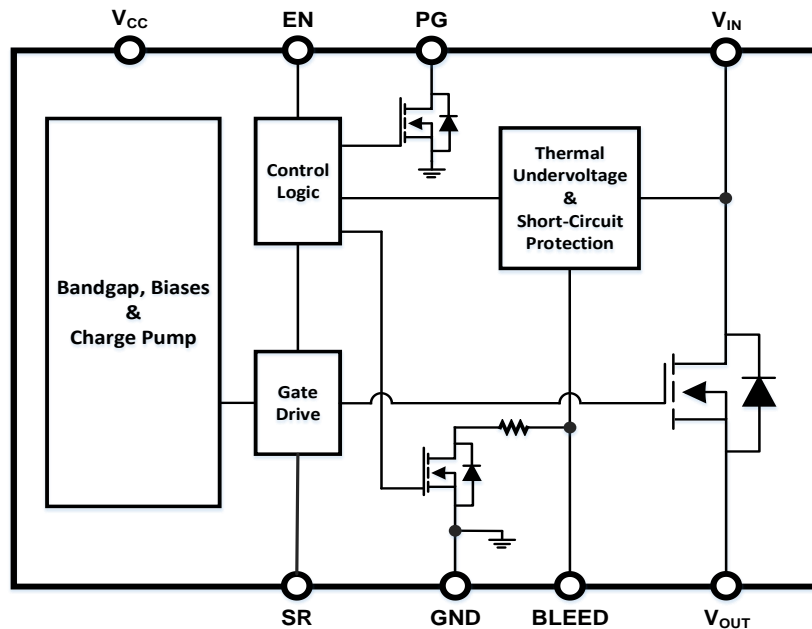 VCC
EN
PG
VIN
Control
Logic
Thermal
Undervoltage
&
Short-Circuit
Protection
Bandgap, Biases
&
Charge Pump
Gate
Drive
SR
GND
BLEED
VOUT